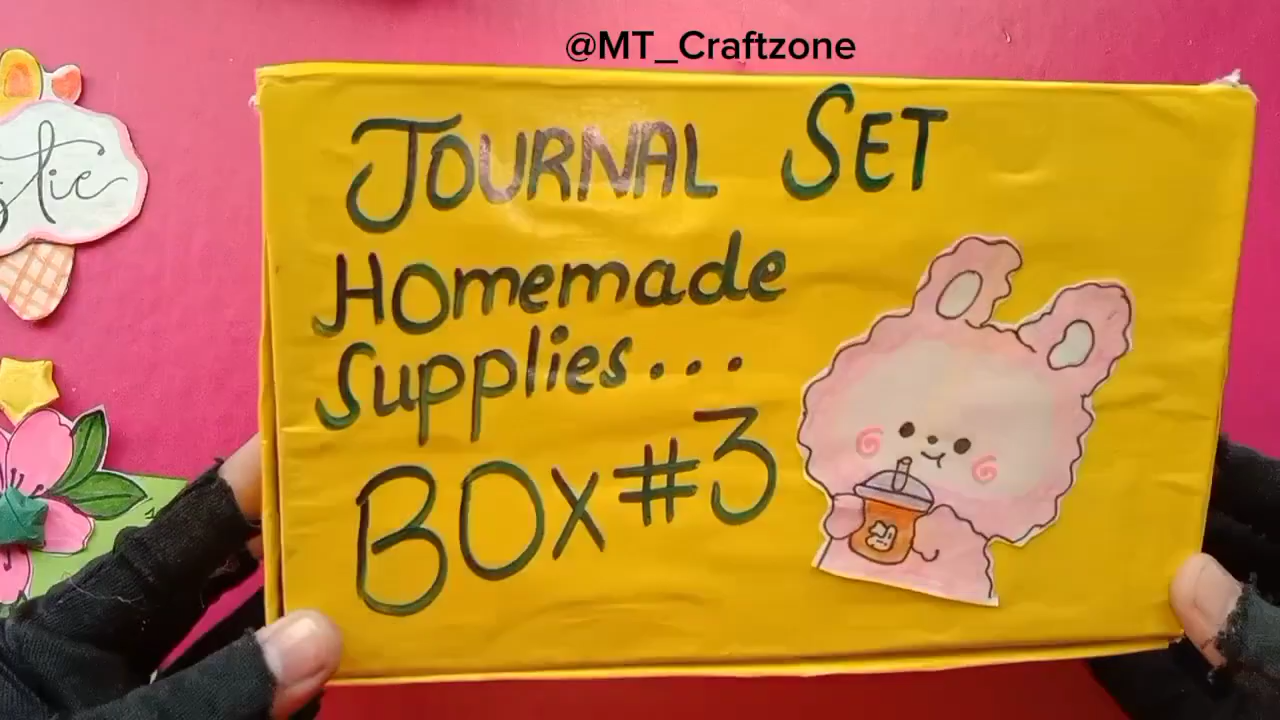 @MT_Craftzone
JOURNAL SET
Homemade
Supplies...
BOX #3